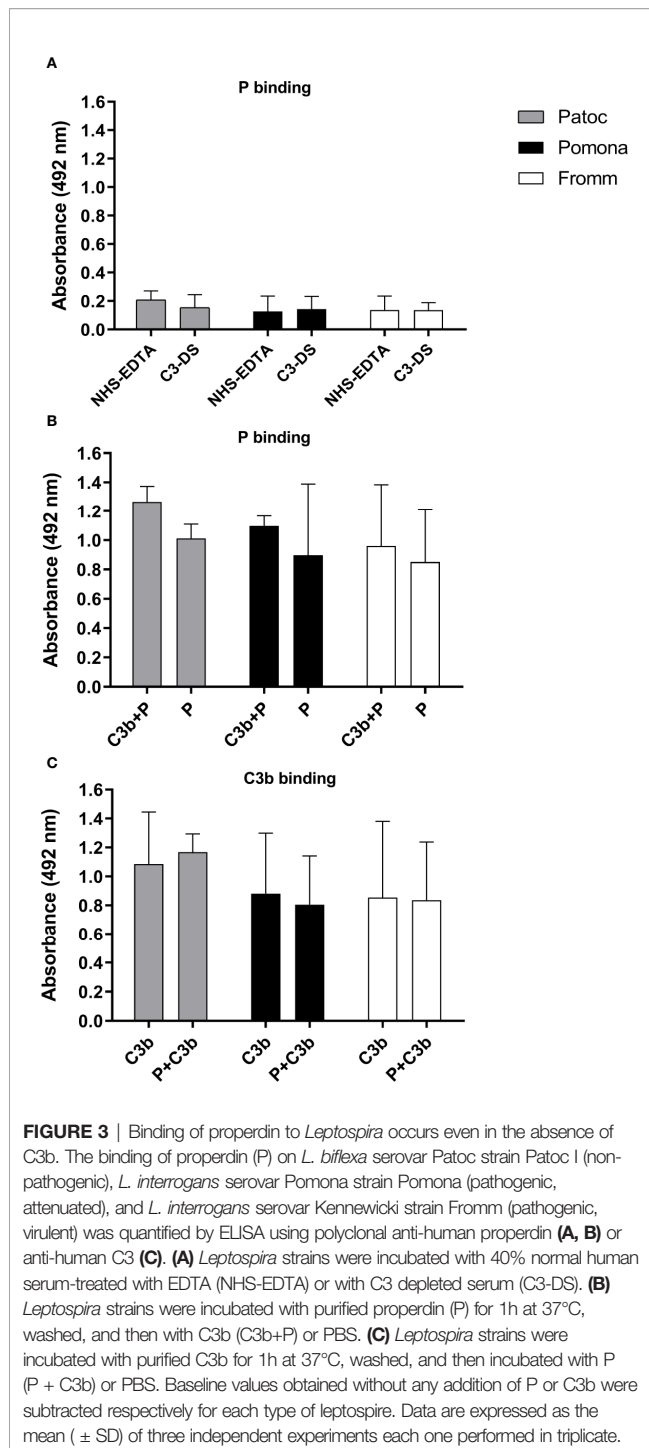 A
P binding
1.6
1.4
1.2
1.0
0.8
0.6
0.4
0.2
0.0
Absorbance (492 nm)
Patoc
Pomona
Fromm
NHS-EDTA
C3-DS
NHS-EDTA
C3-DS
NHS-EDTA
C3-DS
B
P binding
1.6
1.4
1.2
1.0
0.8
0.6
0.4
0.2
0.0
Absorbance (492 nm)
C3b+P
P
C3b+P
P
C3b+P
P
C
C3b binding
1.6
1.4
1.2
1.0
0.8
0.6
0.4
0.2
0.0
Absorbance (492 nm)
C3b
P+C3b
C3b
P+C3b
C3b
P+C3b
FIGURE 3 | Binding of properdin to Leptospira occurs even in the absence of
C3b. The binding of properdin (P) on L. biflexa serovar Patoc strain Patoc I (non-
pathogenic), L. interrogans serovar Pomona strain Pomona (pathogenic,
attenuated), and L. interrogans serovar Kennewicki strain Fromm (pathogenic,
virulent) was quantified by ELISA using polyclonal anti-human properdin (A, B) or
anti-human C3 (C). (A) Leptospira strains were incubated with 40% normal human
serum-treated with EDTA (NHS-EDTA) or with C3 depleted serum (C3-DS). (B)
Leptospira strains were incubated with purified properdin (P) for 1h at 37°C,
washed, and then with C3b (C3b+P) or PBS. (C) Leptospira strains were
incubated with purified C3b for 1h at 37°C, washed, and then incubated with P
(P + C3b) or PBS. Baseline values obtained without any addition of P or C3b were
subtracted respectively for each type of leptospire. Data are expressed as the
mean ( ± SD) of three independent experiments each one performed in triplicate.